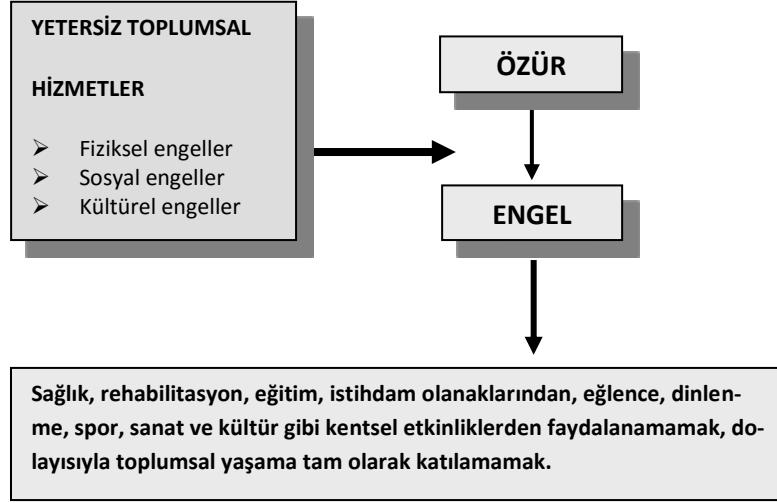 YETERSİZ TOPLUMSAL
HİZMETLER
➢ Fiziksel engeller
➢ Sosyal engeller
➢ Kültürel engeller
ÖZÜR
ENGEL
Sağlık, rehabilitasyon, eğitim, istihdam olanaklarından, eğlence, dinlen-
me, spor, sanat ve kültür gibi kentsel etkinliklerden faydalanamamak, do-
layısıyla toplumsal yaşama tam olarak katılamamak.